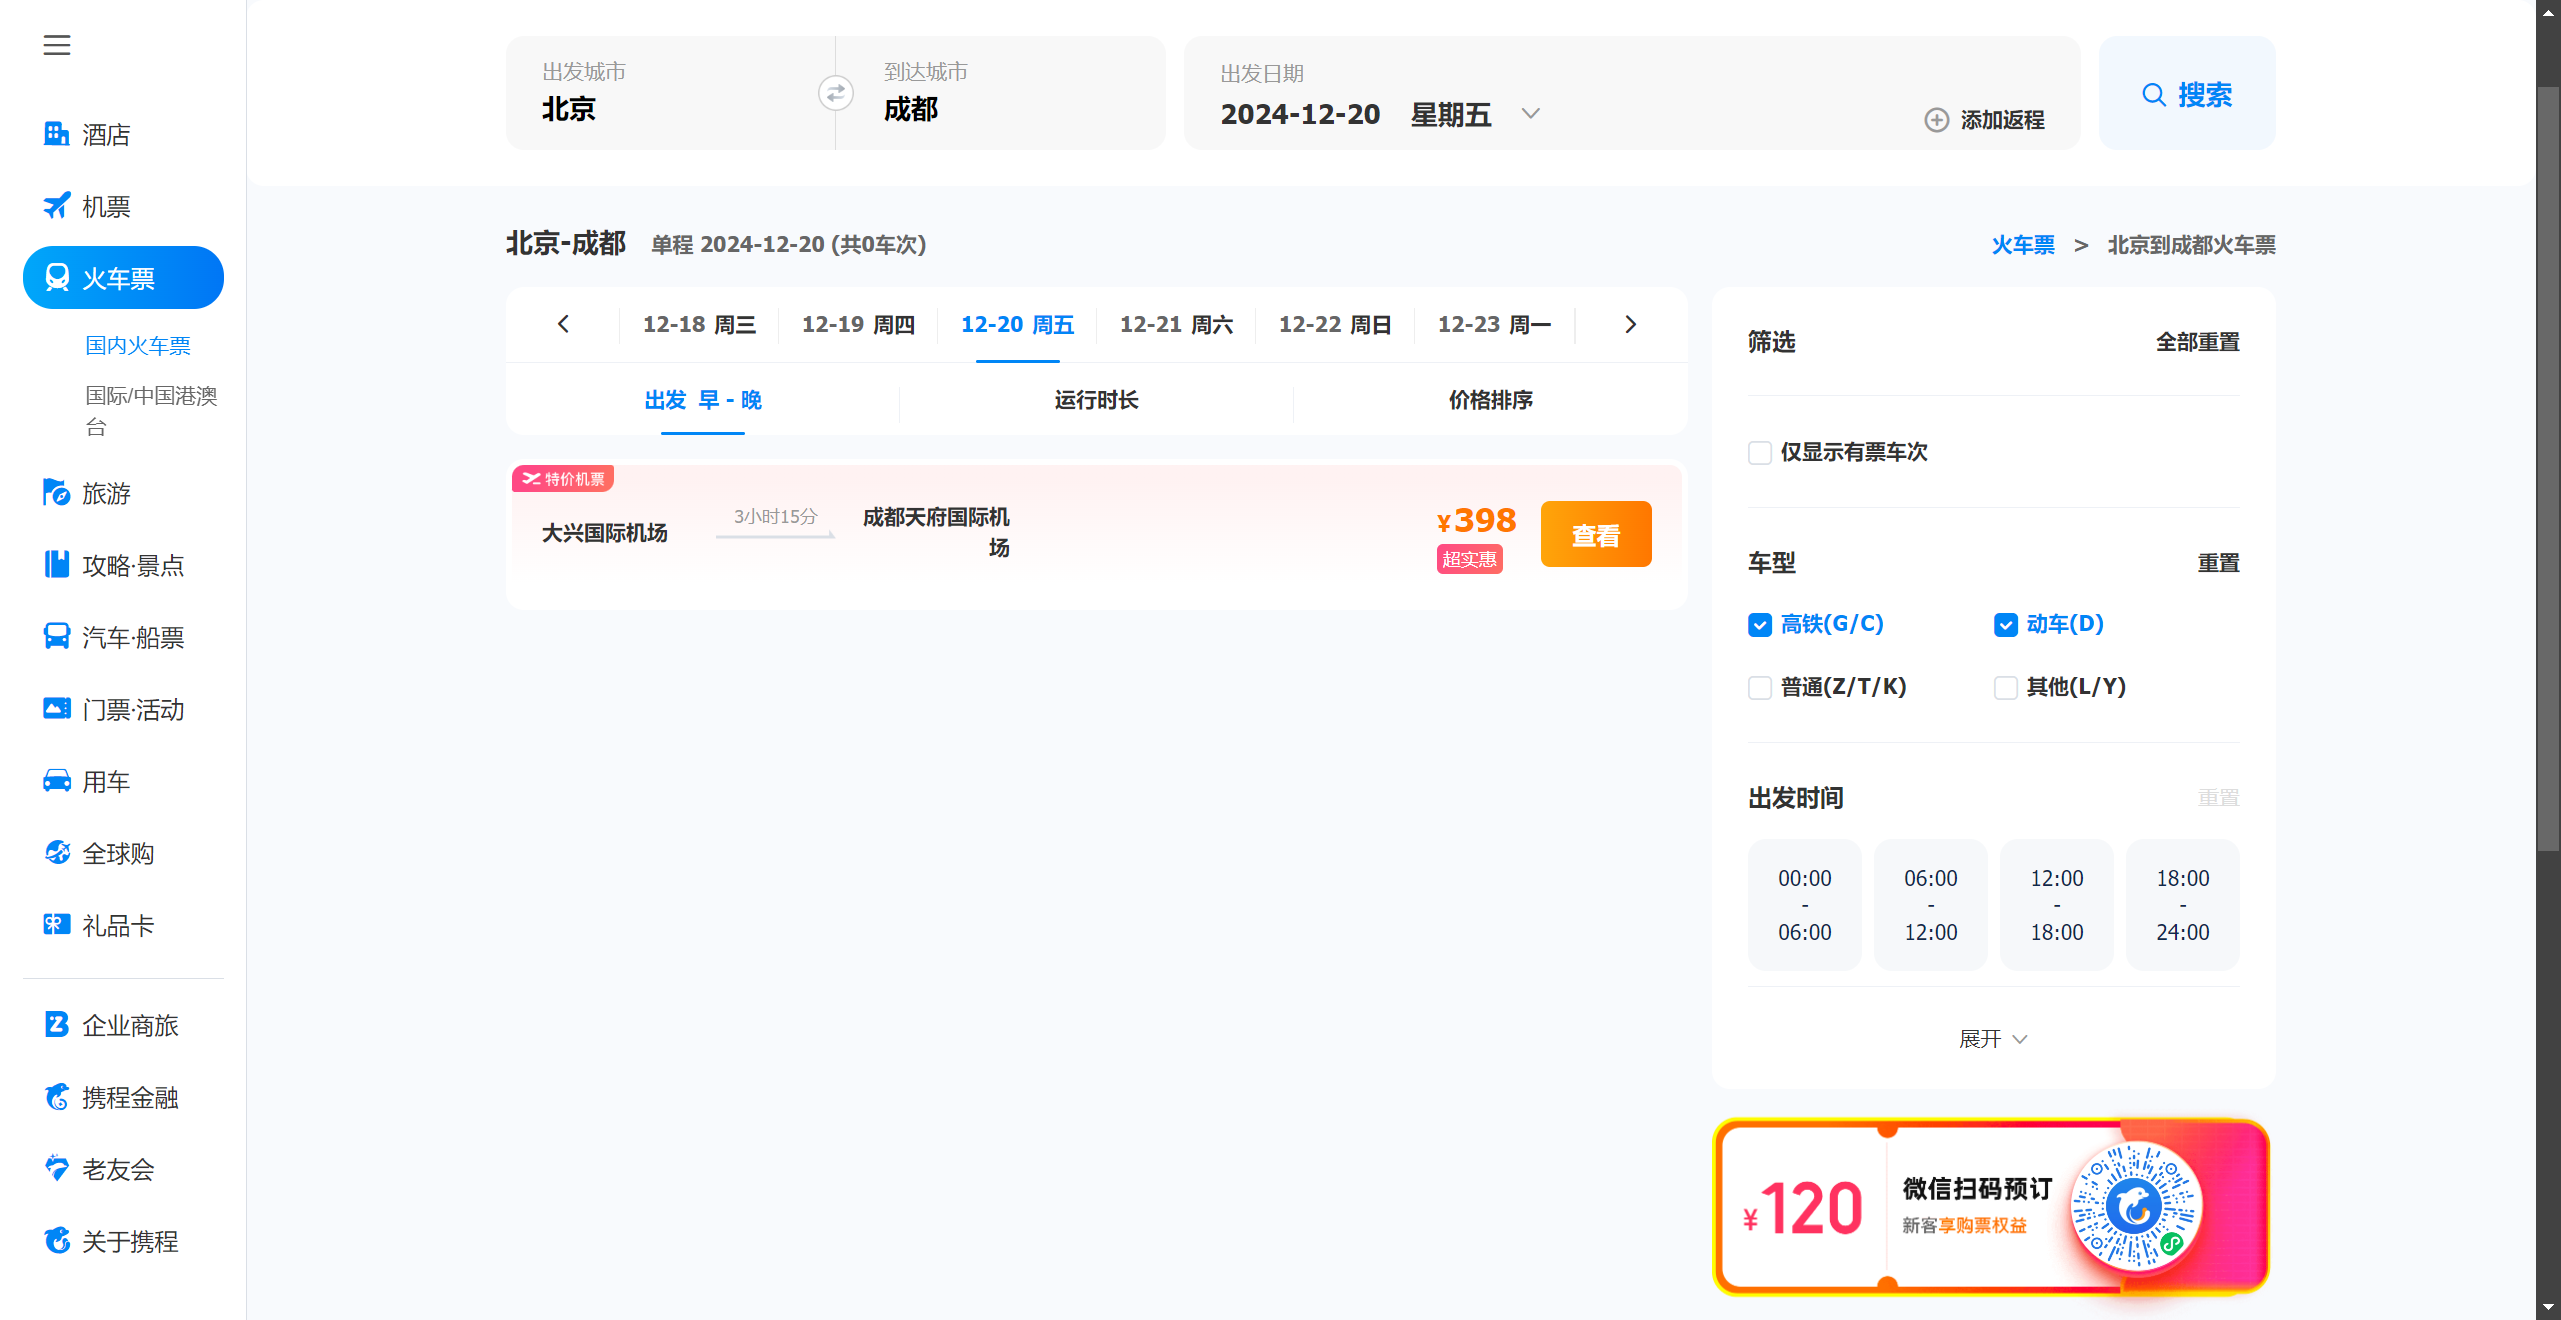 酒店
机票
火车票
国内火车票
国际/中国港澳
台
旅游
攻略·景点
汽车·船票
门票·活动
用车
全球购
礼品卡
企业商旅
携程金融
老友会
关于携程
出发城市
北京
到达城市
成都
出发日期
2024-12-20 星期五
添加返程
搜索
北京-成都 单程 2024-12-20 (共0车次)
火车票 > 北京到成都火车票
12-18 周三
12-19 周四
12-20 周五
12-21 周六
12-22 周日
12-23 周一
出发 早 - 晚
运行时长
价格排序
特价机票
大兴国际机场
3小时15分
成都天府国际机
场
¥398
超实惠
查看
筛选
全部重置
仅显示有票车次
车型
重置
高铁(G/C)
动车(D)
普通(Z/T/K)
其他(L/Y)
出发时间
重置
00:00
-
06:00
06:00
-
12:00
12:00
-
18:00
18:00
-
24:00
展开
¥120
微信扫码预订
新客享购票权益